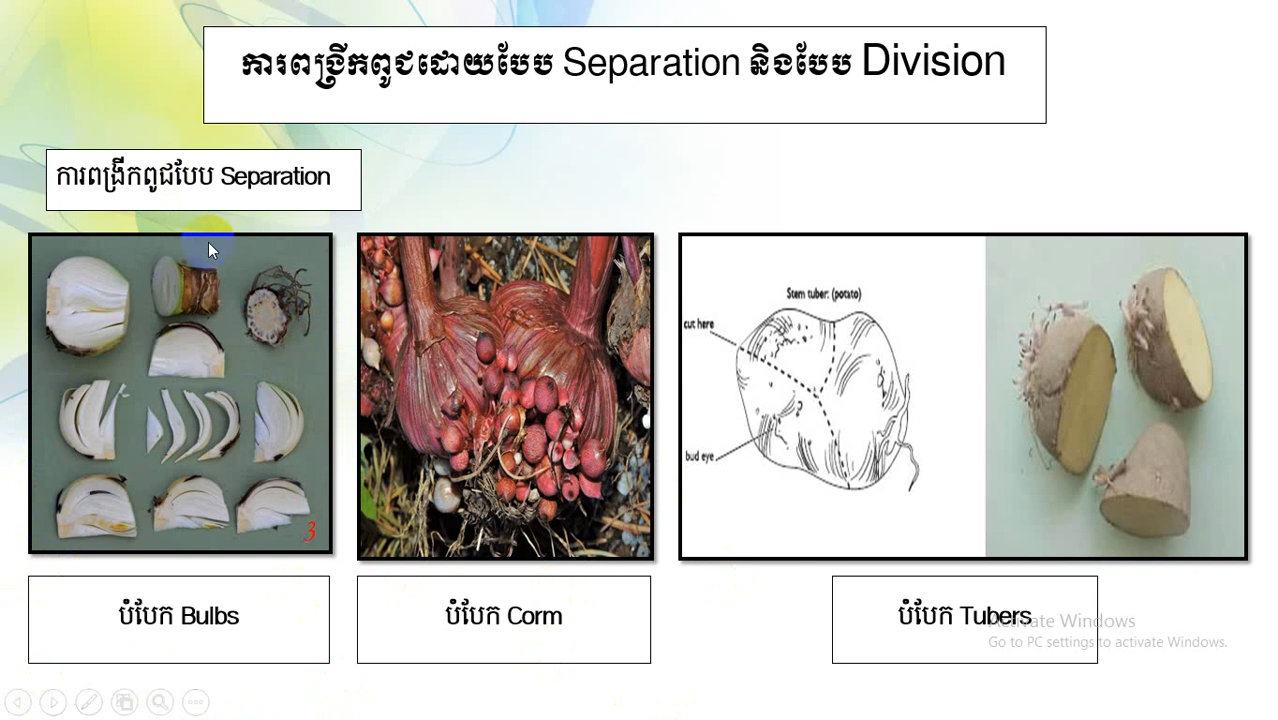 ការពង្រីកពូជដោយបែប Separation និងបែប Division
ការពង្រីកពូជបែប Separation
3
Stem tuber: (potato)
cut here
bud eye
បំបែក Bulbs
បំបែក Corm
បំបែក Tubers
Activate Windows
Go to PC settings to activate Windows.